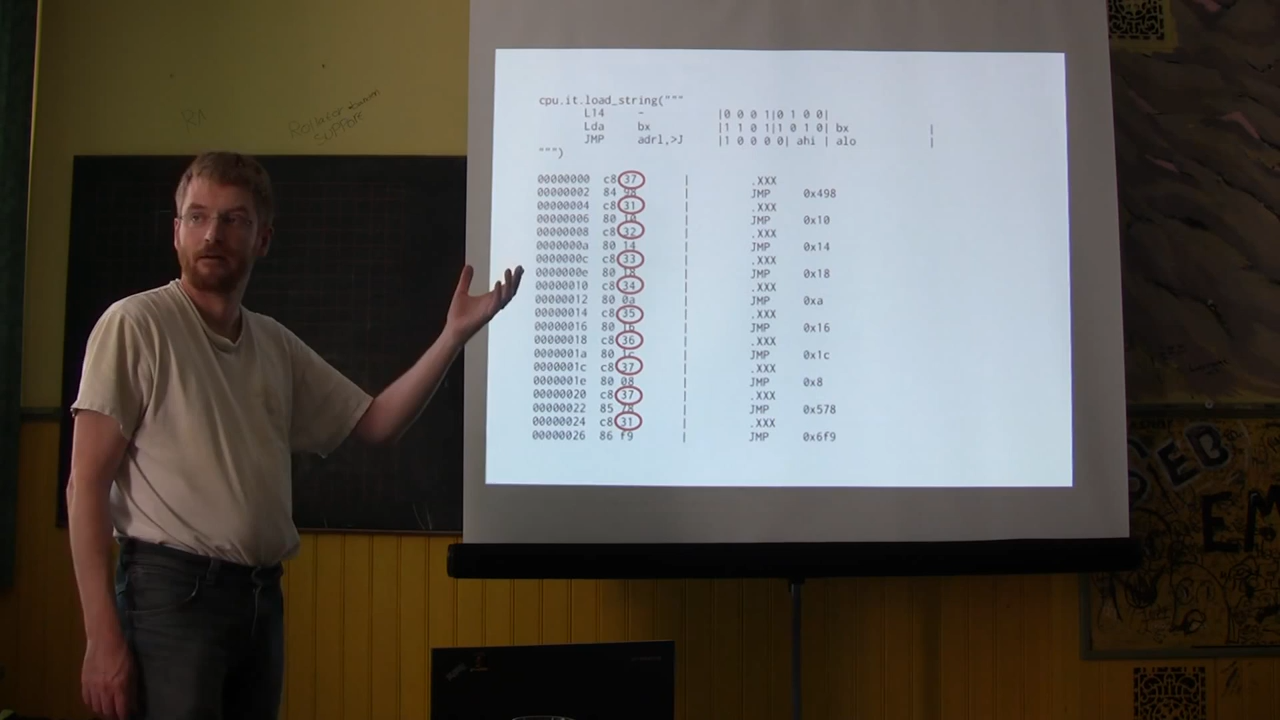 cpu.it.load_string("""
L14 - |0 0 0 1|0 1 0 0|
Lda bx |1 1 0 1|1 0 1 0| bx |
JMP adrl,>J |1 0 0 0 0| ahi | alo |
""")
00000000 c8 37 | .XXX
00000002 84 98 | JMP 0x498
00000004 c8 31 | .XXX
00000006 80 10 | JMP 0x10
00000008 c8 32 | .XXX
0000000a 80 14 | JMP 0x14
0000000c c8 33 | .XXX
0000000e 80 18 | JMP 0x18
00000010 c8 34 | .XXX
00000012 80 0a | JMP 0xa
00000014 c8 35 | .XXX
00000016 80 16 | JMP 0x16
00000018 c8 36 | .XXX
0000001a 80 1c | JMP 0x1c
0000001c c8 37 | .XXX
0000001e 80 08 | JMP 0x8
00000020 c8 37 | .XXX
00000022 85 78 | JMP 0x578
00000024 c8 31 | .XXX
00000026 86 f9 | JMP 0x6f9
SUPPORT
EM